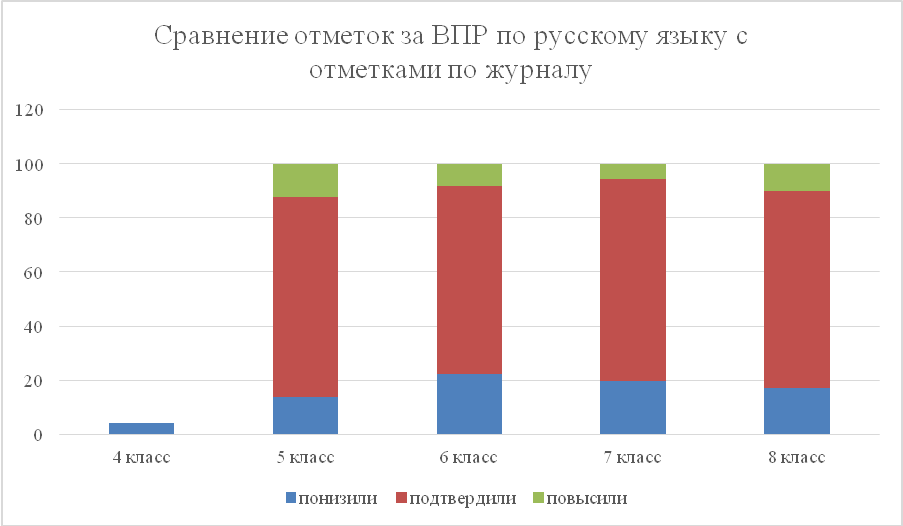 Сравнение отметок за ВПР по русскому языку с
отметками по журналу
120
100
80
60
40
20
0
4 класс 5 класс 6 класс 7 класс 8 класс
понизили подтвердили повысили